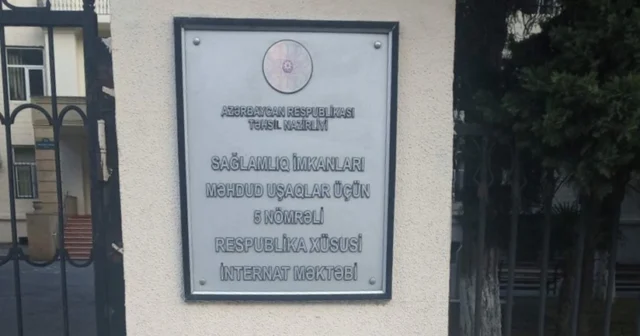 AZƏRBAYCAN RESPUBLİKASI
TƏHSİL NAZİRLİYİ
SAĞLAMLIQ İMKANLARI
MƏHDUD UŞAQLAR ÜÇÜN
5 NÖMRƏLİ
RESPUBLİKA XÜSUSİ
İNTERNAT MƏKTƏBİ